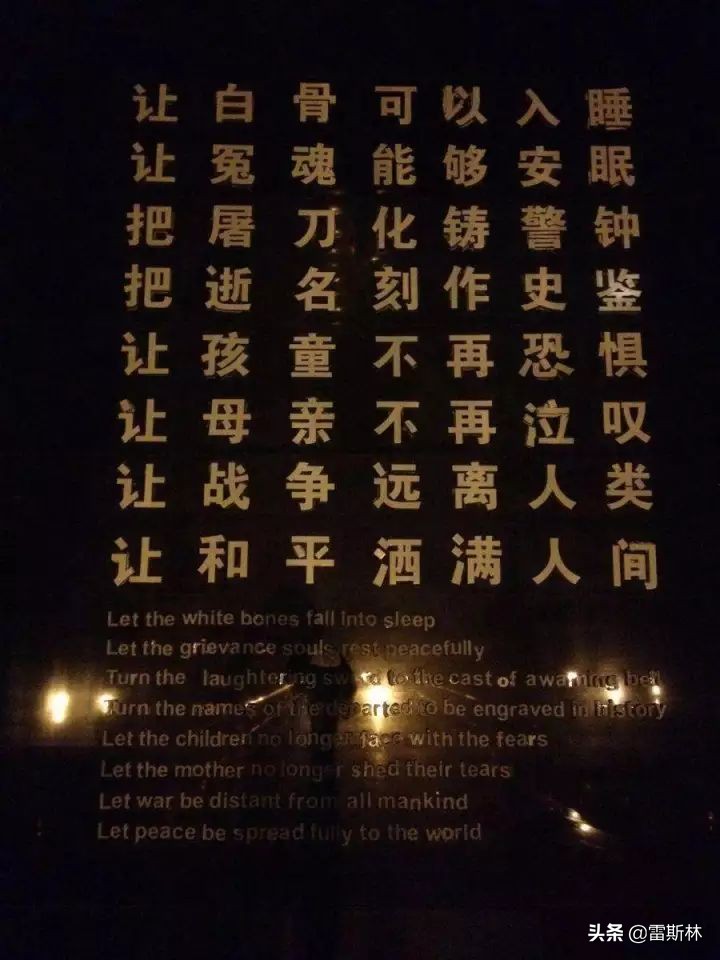 让白骨可以入睡
让冤魂能够安眠
把屠刀化铸警钟
把逝名刻作史鉴
让孩童不再恐惧
让母亲不再泣叹
让战争远离人类
让和平洒满人间
Let the white bones fall into sleep
Let the grievance souls rest peacefully
Turn the laughtering sword to the cast of a warning bell
Turn the names of the departed to be engraved in history
Let the children no longer face with the fears
Let the mother no longer shed their tears
Let war be distant from all mankind
Let peace be spread fully to the world
头条 @雷斯林